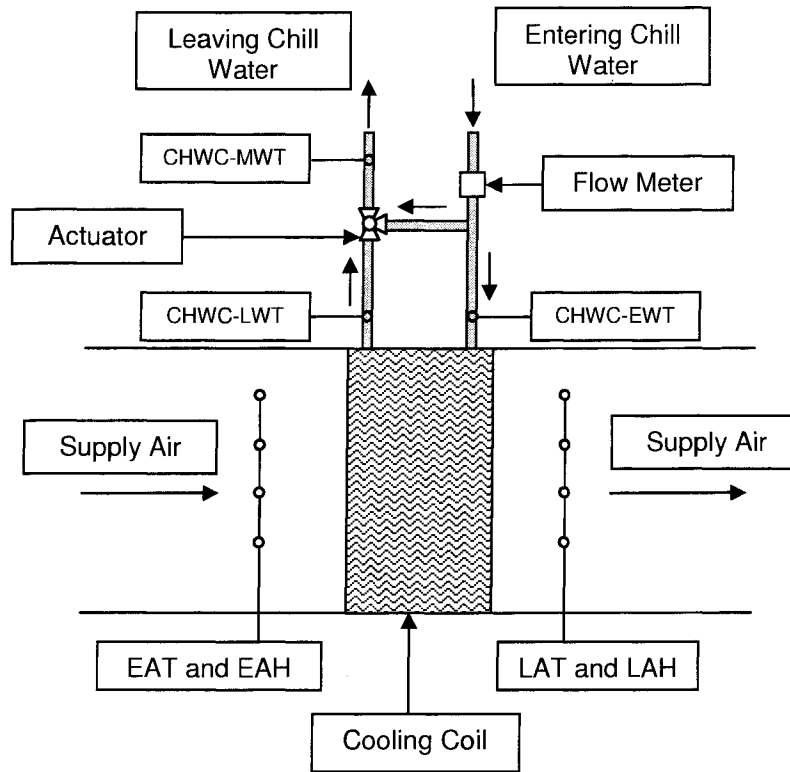 Leaving Chill
Water
Entering Chill
Water
CHWC-MWT
Flow Meter
Actuator
CHWC-LWT
CHWC-EWT
Supply Air
Supply Air
EAT and EAH
LAT and LAH
Cooling Coil